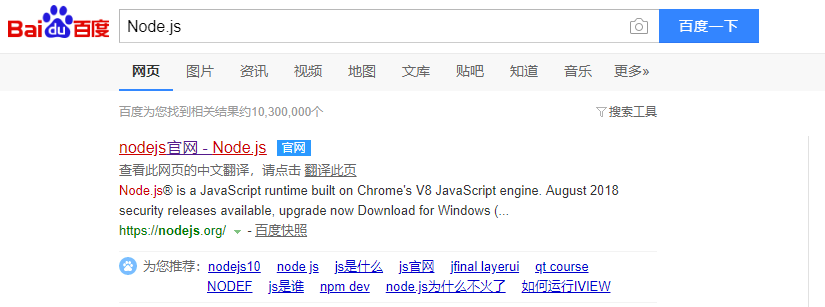 Bai du 百度 Node.js 百度一下
网页 图片 资讯 视频 地图 文库 贴吧 知道 音乐 更多»
百度为您找到相关结果约10,300,000个 搜索工具
nodejs官网 - Node.js 官网
查看此网页的中文翻译，请点击 翻译此页
Node.js® is a JavaScript runtime built on Chrome's V8 JavaScript engine. August 2018
security releases available, upgrade now Download for Windows (...
https://nodejs.org/ - 百度快照
为您推荐： nodejs10 node js js是什么 js官网 jfinal layerui qt course
NODEF js是谁 npm dev node.js为什么不火了 如何运行IVIEW